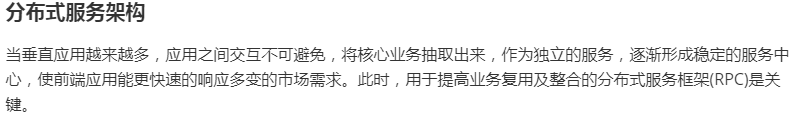 分布式服务架构
当垂直应用越来越多，应用之间交互不可避免，将核心业务抽取出来，作为独立的服务，逐渐形成稳定的服务中
心，使前端应用能更快速的响应多变的市场需求。此时，用于提高业务复用及整合的分布式服务框架(RPC)是关
键。